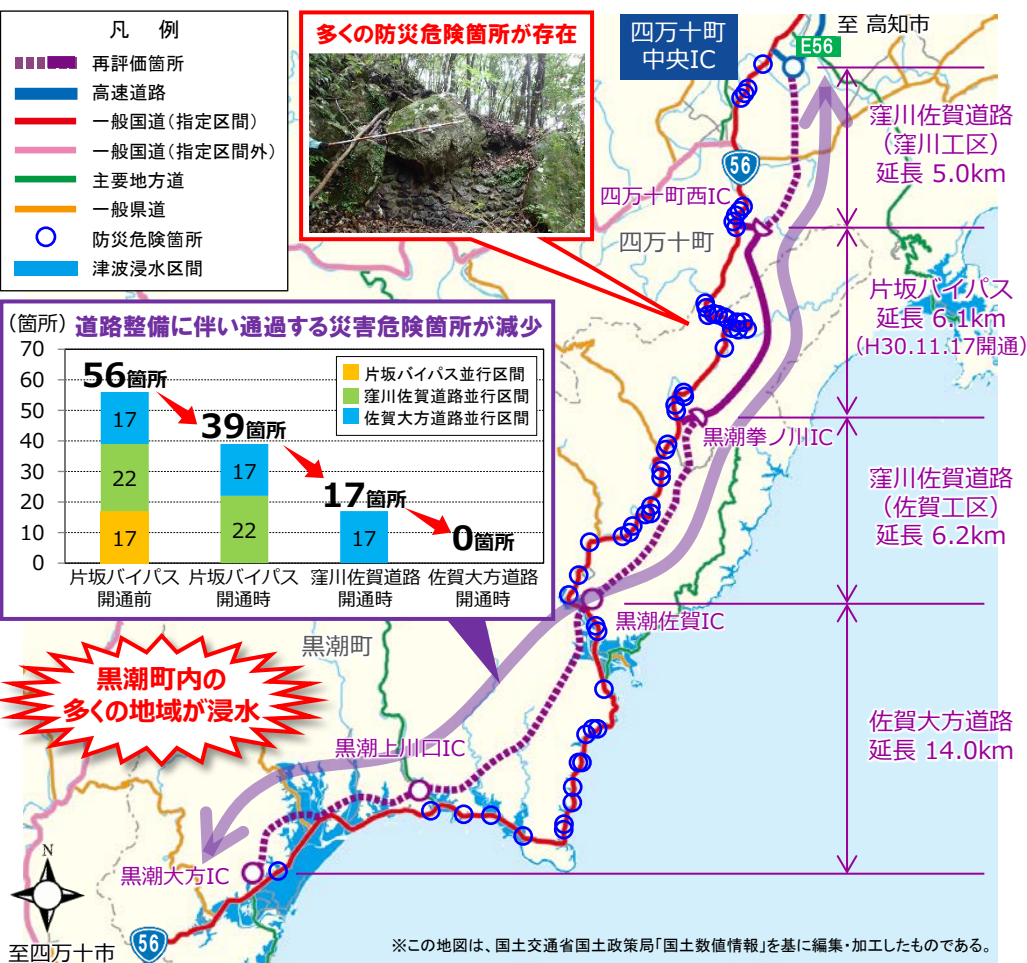 凡 例
再評価箇所
高速道路
一般国道(指定区間)
一般国道(指定区間外)
主要地方道
一般県道
防災危険箇所
津波浸水区間
多くの防災危険箇所が存在
四万十町
中央IC
至 高知市
E56
窪川佐賀道路
(窪川工区)
延長 5.0km
56
四万十町西IC
四万十町
片坂バイパス
延長 6.1km
(H30.11.17開通)
(箇所) 道路整備に伴い通過する災害危険箇所が減少
70
60
50
40
30
20
10
0
56箇所
39箇所
17箇所
0箇所
片坂バイパス並行区間
窪川佐賀道路並行区間
佐賀大方道路並行区間
17
22
17
17
22
17
片坂バイパス
開通前
片坂バイパス
開通時
窪川佐賀道路
開通時
佐賀大方道路
開通時
黒潮拳ノ川IC
窪川佐賀道路
(佐賀工区)
延長 6.2km
黒潮佐賀IC
黒潮町
黒潮町内の
多くの地域が浸水
佐賀大方道路
延長 14.0km
黒潮上川口IC
黒潮大方IC
N
56
至四万十市
※この地図は、国土交通省国土政策局「国土数値情報」を基に編集・加工したものである。